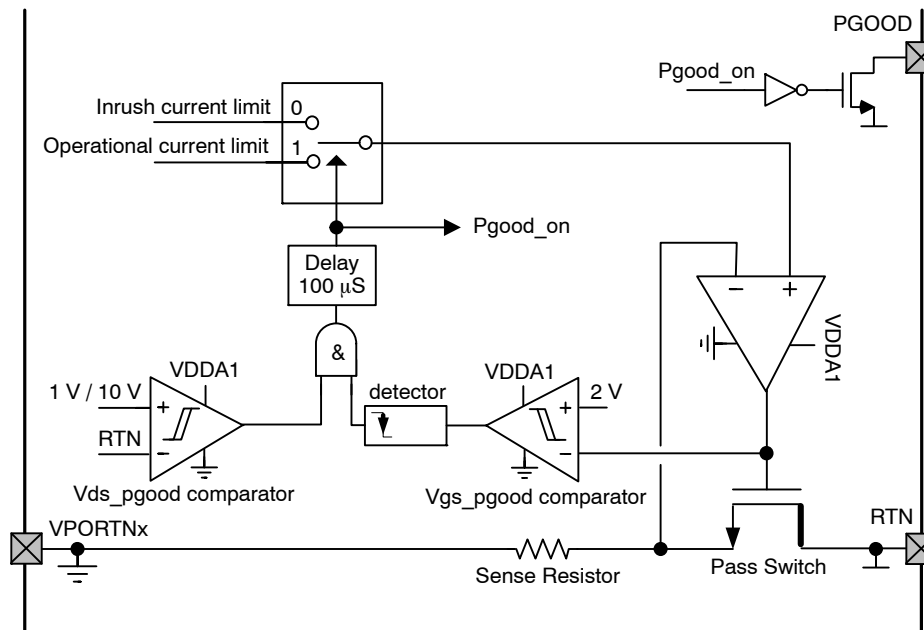 PGOOD
Pgood_on
Inrush current limit
0
Operational current limit
1
Pgood_on
Delay
100 μS
&
− +
VDDA1
VDDA1
VDDA1
1 V / 10 V
+
RTN
−
detector
+
2 V
−
Vds_pgood comparator
Vgs_pgood comparator
VPORTNx
RTN
Sense Resistor
Pass Switch